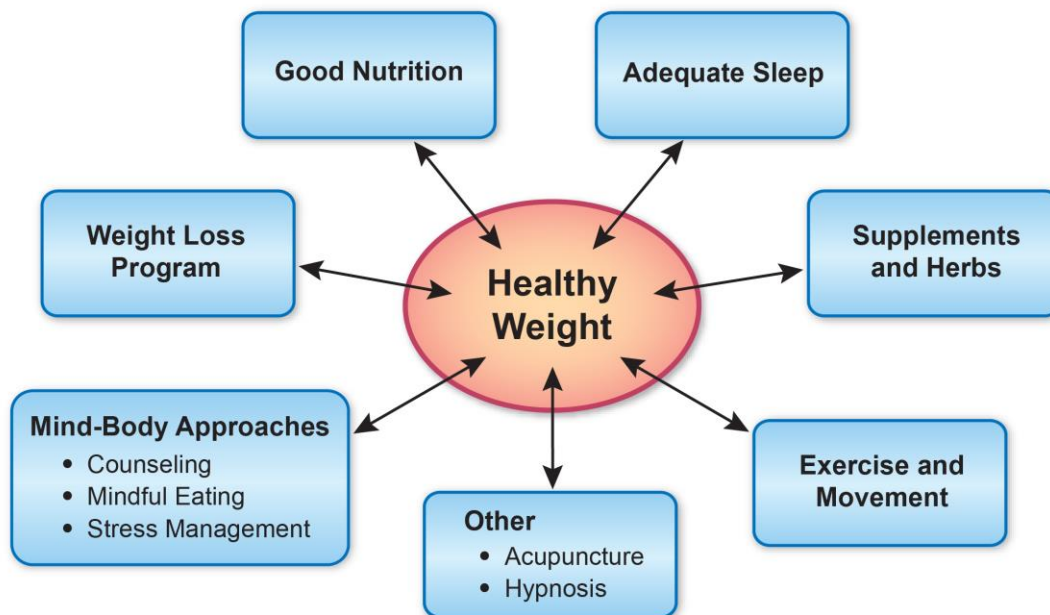 Good Nutrition
Adequate Sleep
Weight Loss
Program
Supplements
and Herbs
Healthy
Weight
Mind-Body Approaches
• Counseling
• Mindful Eating
• Stress Management
Other
• Acupuncture
• Hypnosis
Exercise and
Movement